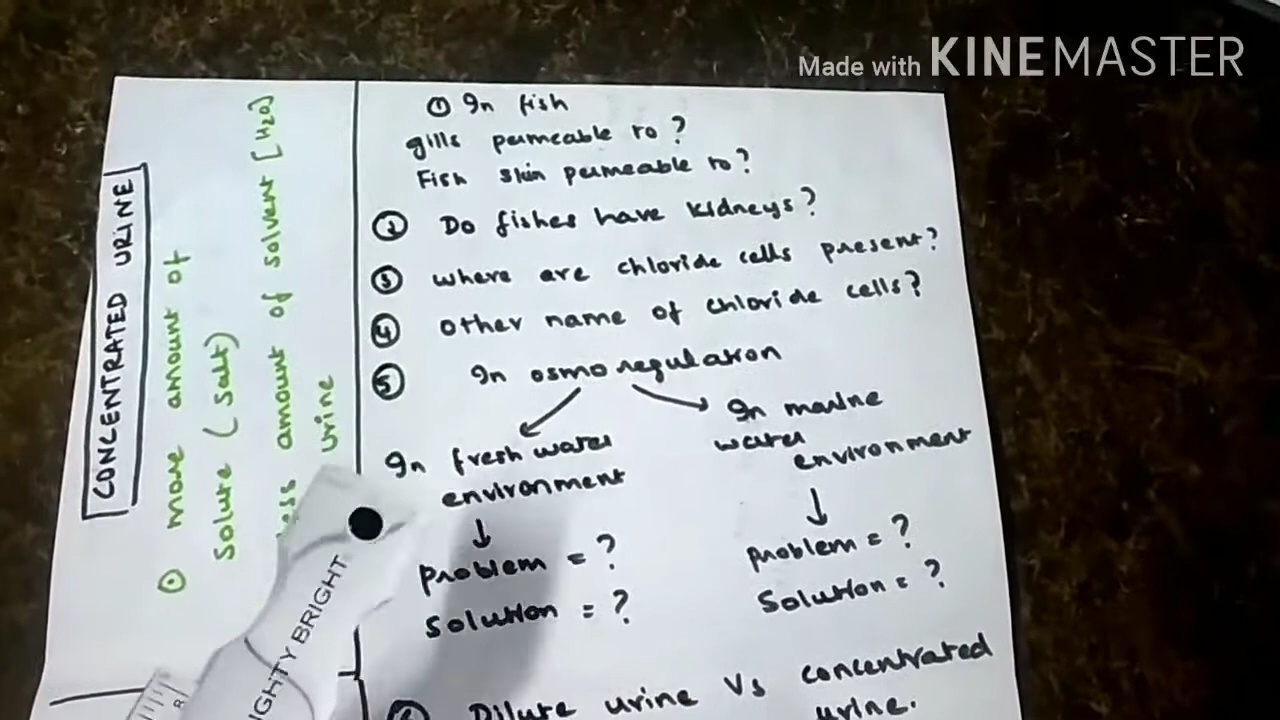 Made with KINEMASTER
CONCENTRATED URINE
more amount of
solute (salt)
less amount of solvent [H2O]
urine
① In fish
gills permeable to?
Fish skin permeable to?
② Do fishes have kidneys?
③ where are chloride cells present?
④ other name of chloride cells?
⑤ In osmoregulation
In fresh water
environment
↓
problem = ?
solution = ?
In marine
water
environment
↓
problem = ?
Solution = ?
⑥ Dilute urine Vs concentrated
urine.
IGHTY BRIGHT